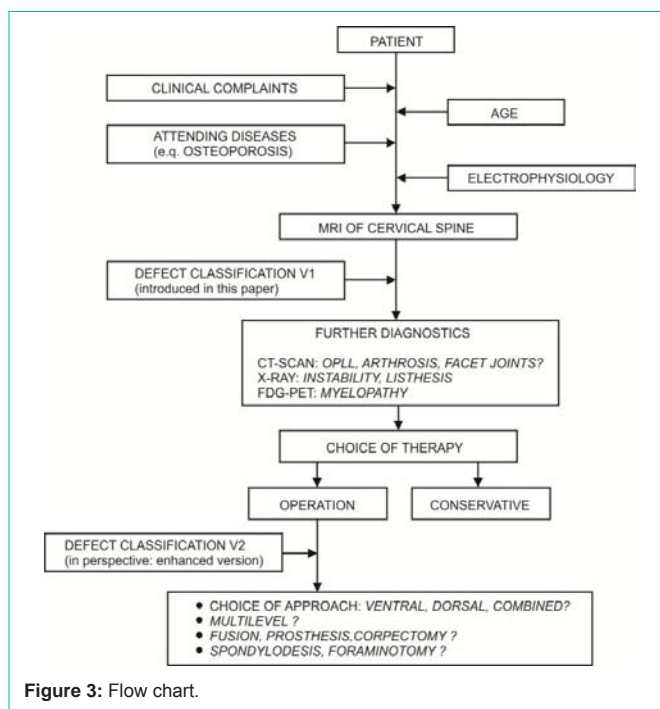 PATIENT
CLINICAL COMPLAINTS
AGE
ATTENDING DISEASES
(e.q. OSTEOPOROSIS)
ELECTROPHYSIOLOGY
MRI OF CERVICAL SPINE
DEFECT CLASSIFICATION V1
(introduced in this paper)
FURTHER DIAGNOSTICS
CT-SCAN: OPLL, ARTHROSIS, FACET JOINTS?
X-RAY: INSTABILITY, LISTHESIS
FDG-PET: MYELOPATHY
CHOICE OF THERAPY
OPERATION
CONSERVATIVE
DEFECT CLASSIFICATION V2
(in perspective: enhanced version)
• CHOICE OF APPROACH: VENTRAL, DORSAL, COMBINED?
• MULTILEVEL ?
• FUSION, PROSTHESIS,CORPECTOMY ?
• SPONDYLODESIS, FORAMINOTOMY ?
Figure 3: Flow chart.